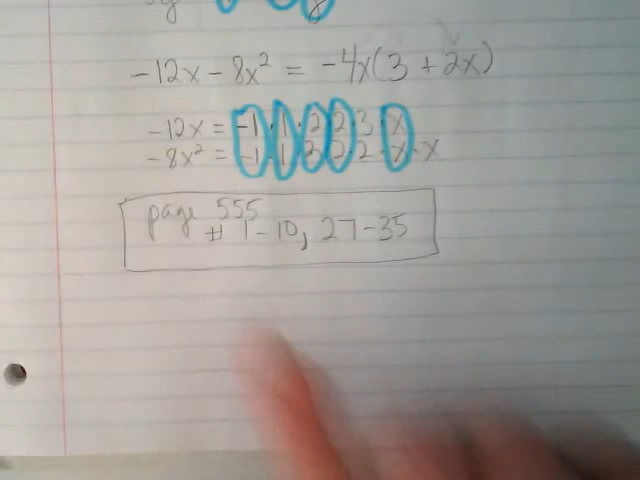 -12x - 8x² = -4x(3 + 2x)
-12x = -1 · 1 · 2 · 2 · 3 · x
-8x² = -1 · 1 · 2 · 2 · 2 · x · x
page 555
# 1-10, 27-35